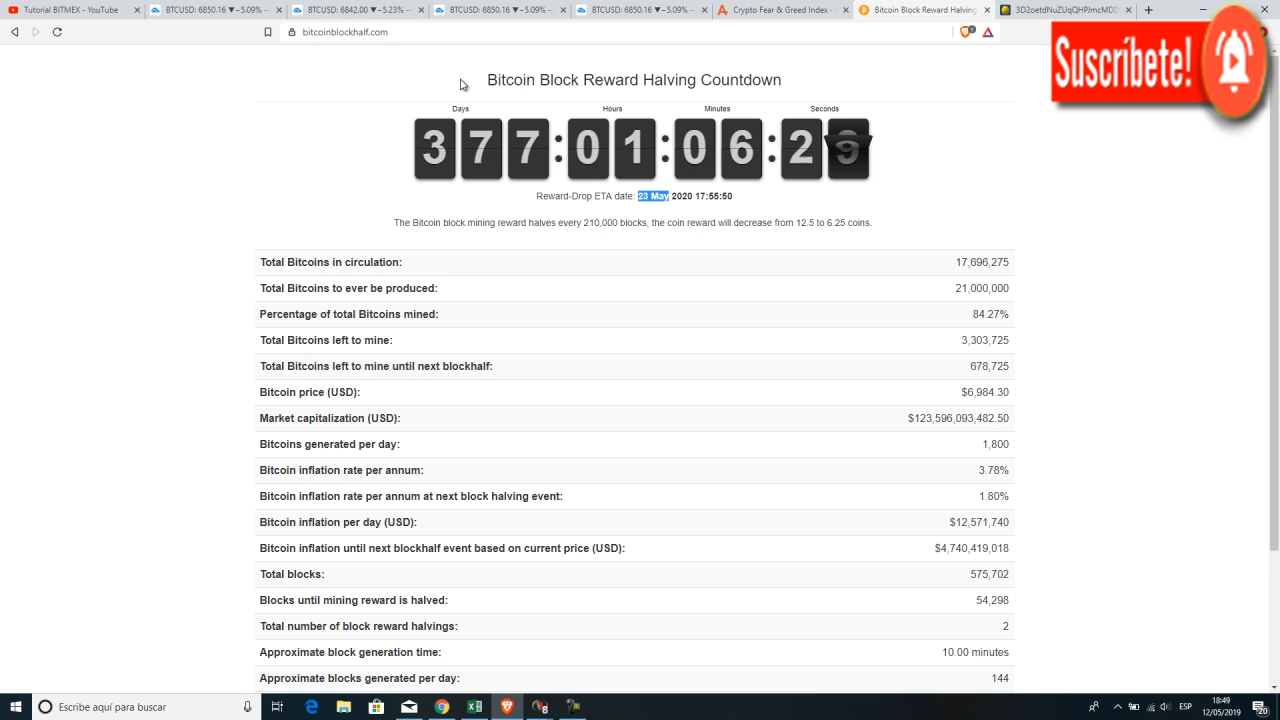 Tutorial BITMEX - YouTube
BTCUSD: 6850.16 ▼−5.09% –
BTCUSD: 6842.00 ▼−5.23% –
BTCUSD: 6850.16 ▼−5.09% –
BTCUSD: 6850.16 ▼−5.09% –
Crypto Fear & Greed Index -
Bitcoin Block Reward Halving
bitcoinblockhalf.com
Suscríbete!
Bitcoin Block Reward Halving Countdown
Days Hours Minutes Seconds
377:01:06:29
Reward-Drop ETA date: 23 May 2020 17:55:50
The Bitcoin block mining reward halves every 210,000 blocks, the coin reward will decrease from 12.5 to 6.25 coins.
Total Bitcoins in circulation: 17,696,275
Total Bitcoins to ever be produced: 21,000,000
Percentage of total Bitcoins mined: 84.27%
Total Bitcoins left to mine: 3,303,725
Total Bitcoins left to mine until next blockhalf: 678,725
Bitcoin price (USD): $6,984.30
Market capitalization (USD): $123,596,093,482.50
Bitcoins generated per day: 1,800
Bitcoin inflation rate per annum: 3.78%
Bitcoin inflation rate per annum at next block halving event: 1.80%
Bitcoin inflation per day (USD): $12,571,740
Bitcoin inflation until next blockhalf event based on current price (USD): $4,740,419,018
Total blocks: 575,702
Blocks until mining reward is halved: 54,298
Total number of block reward halvings: 2
Approximate block generation time: 10.00 minutes
Approximate blocks generated per day: 144
Escribe aquí para buscar
ESP
18:49
12/05/2019
20